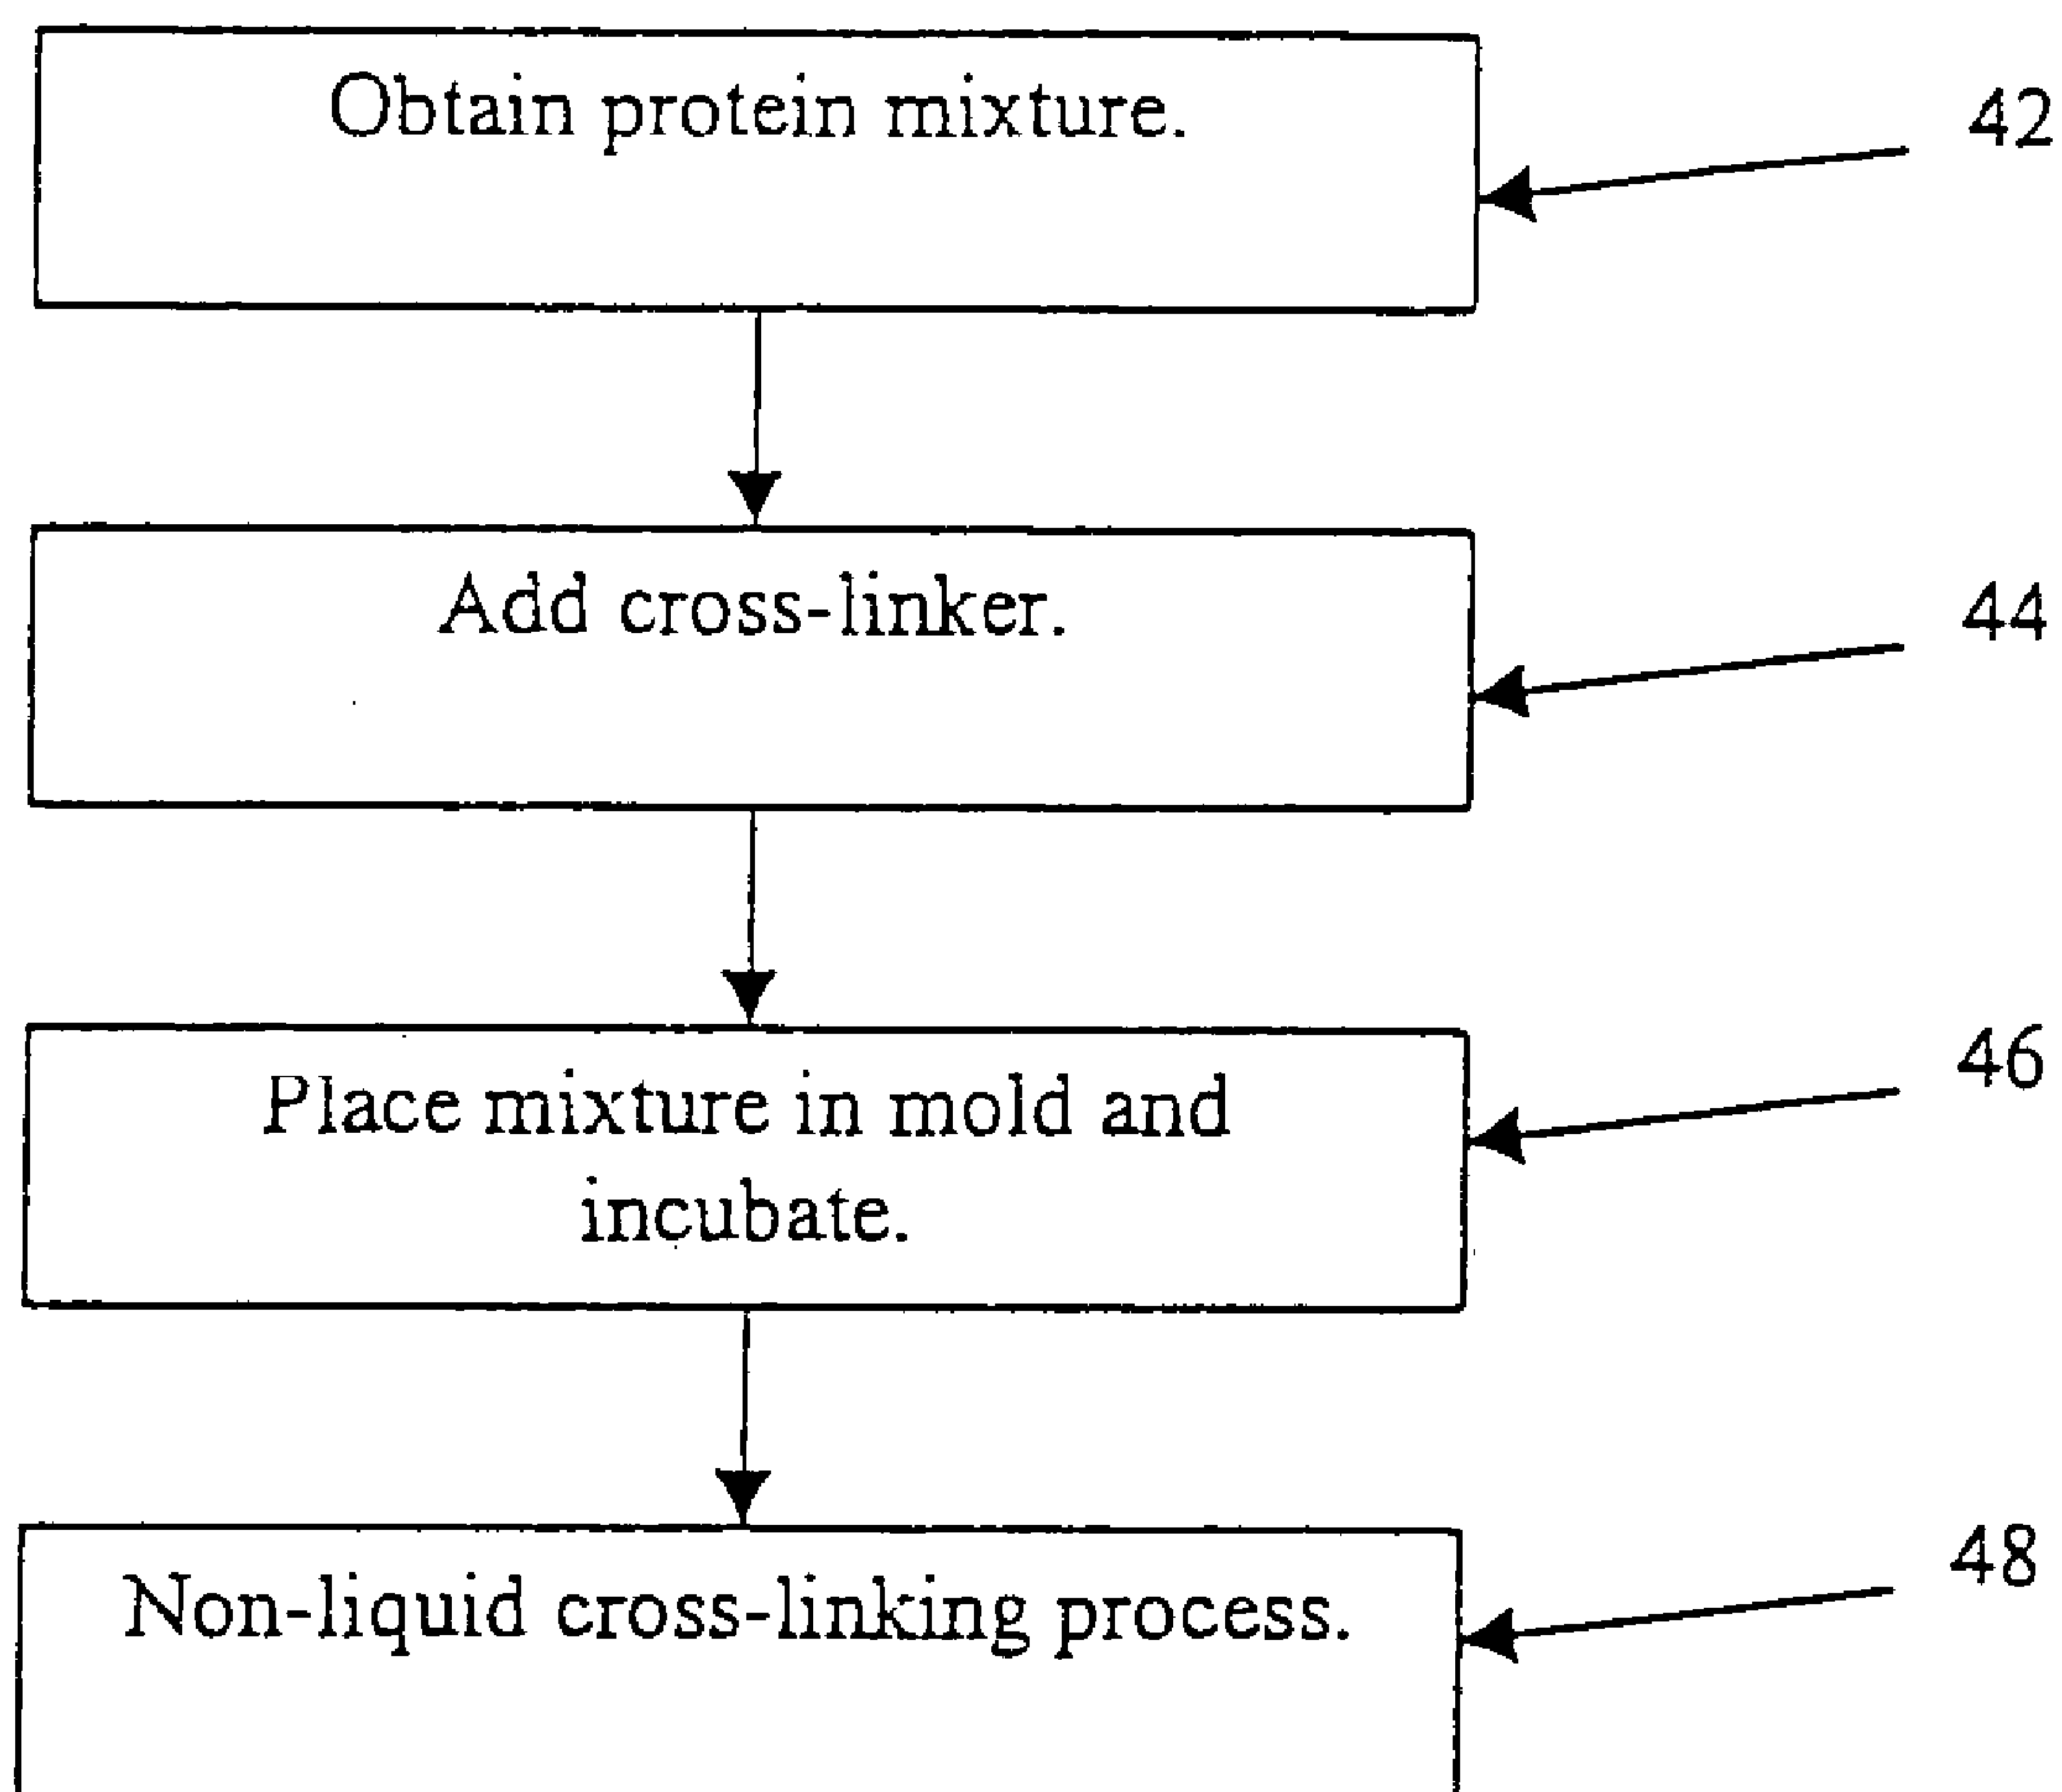 Obtain protein mixture.
42
Add cross-linker.
44
Place mixture in mold and
incubate.
46
Non-liquid cross-linking process.
48